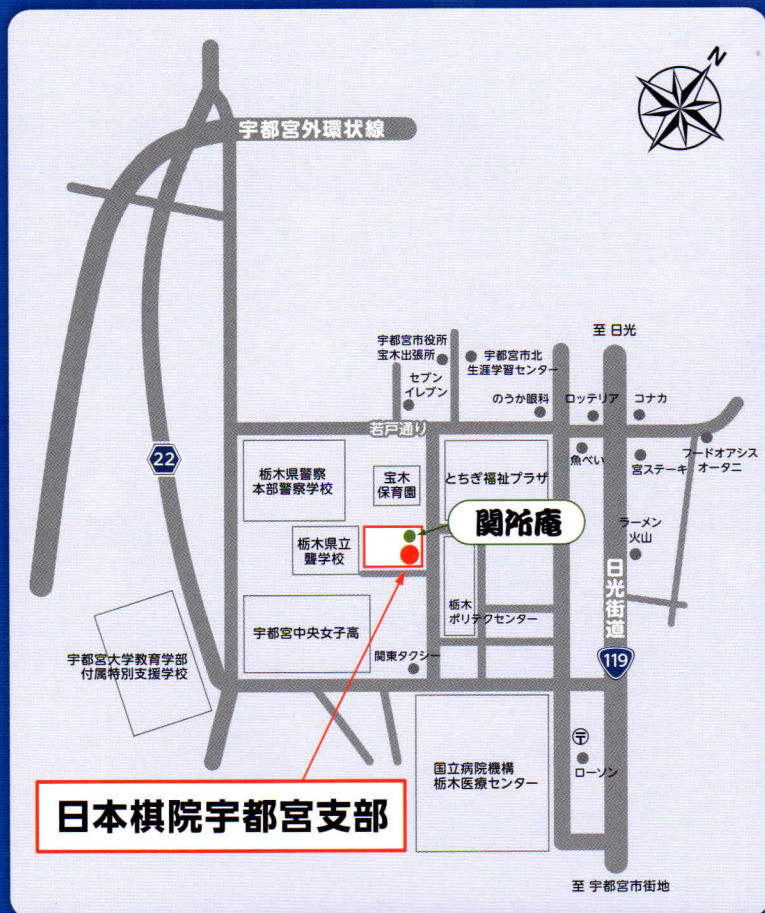 N
宇都宮外環状線
至 日光
宇都宮市役所
宝木出張所
宇都宮市北
生涯学習センター
セブン
イレブン
のうか眼科
ロッテリア
コナカ
若戸通り
22
栃木県警察
本部警察学校
宝木
保育園
とちぎ福祉プラザ
魚べい
宮ステーキ
フードオアシス
オータニ
関所庵
ラーメン
火山
栃木県立
聾学校
日光街道
119
宇都宮中央女子高
栃木
ポリテクセンター
関東タクシー
宇都宮大学教育学部
付属特別支援学校
国立病院機構
栃木医療センター
〒
ローソン
日本棋院宇都宮支部
至 宇都宮市街地